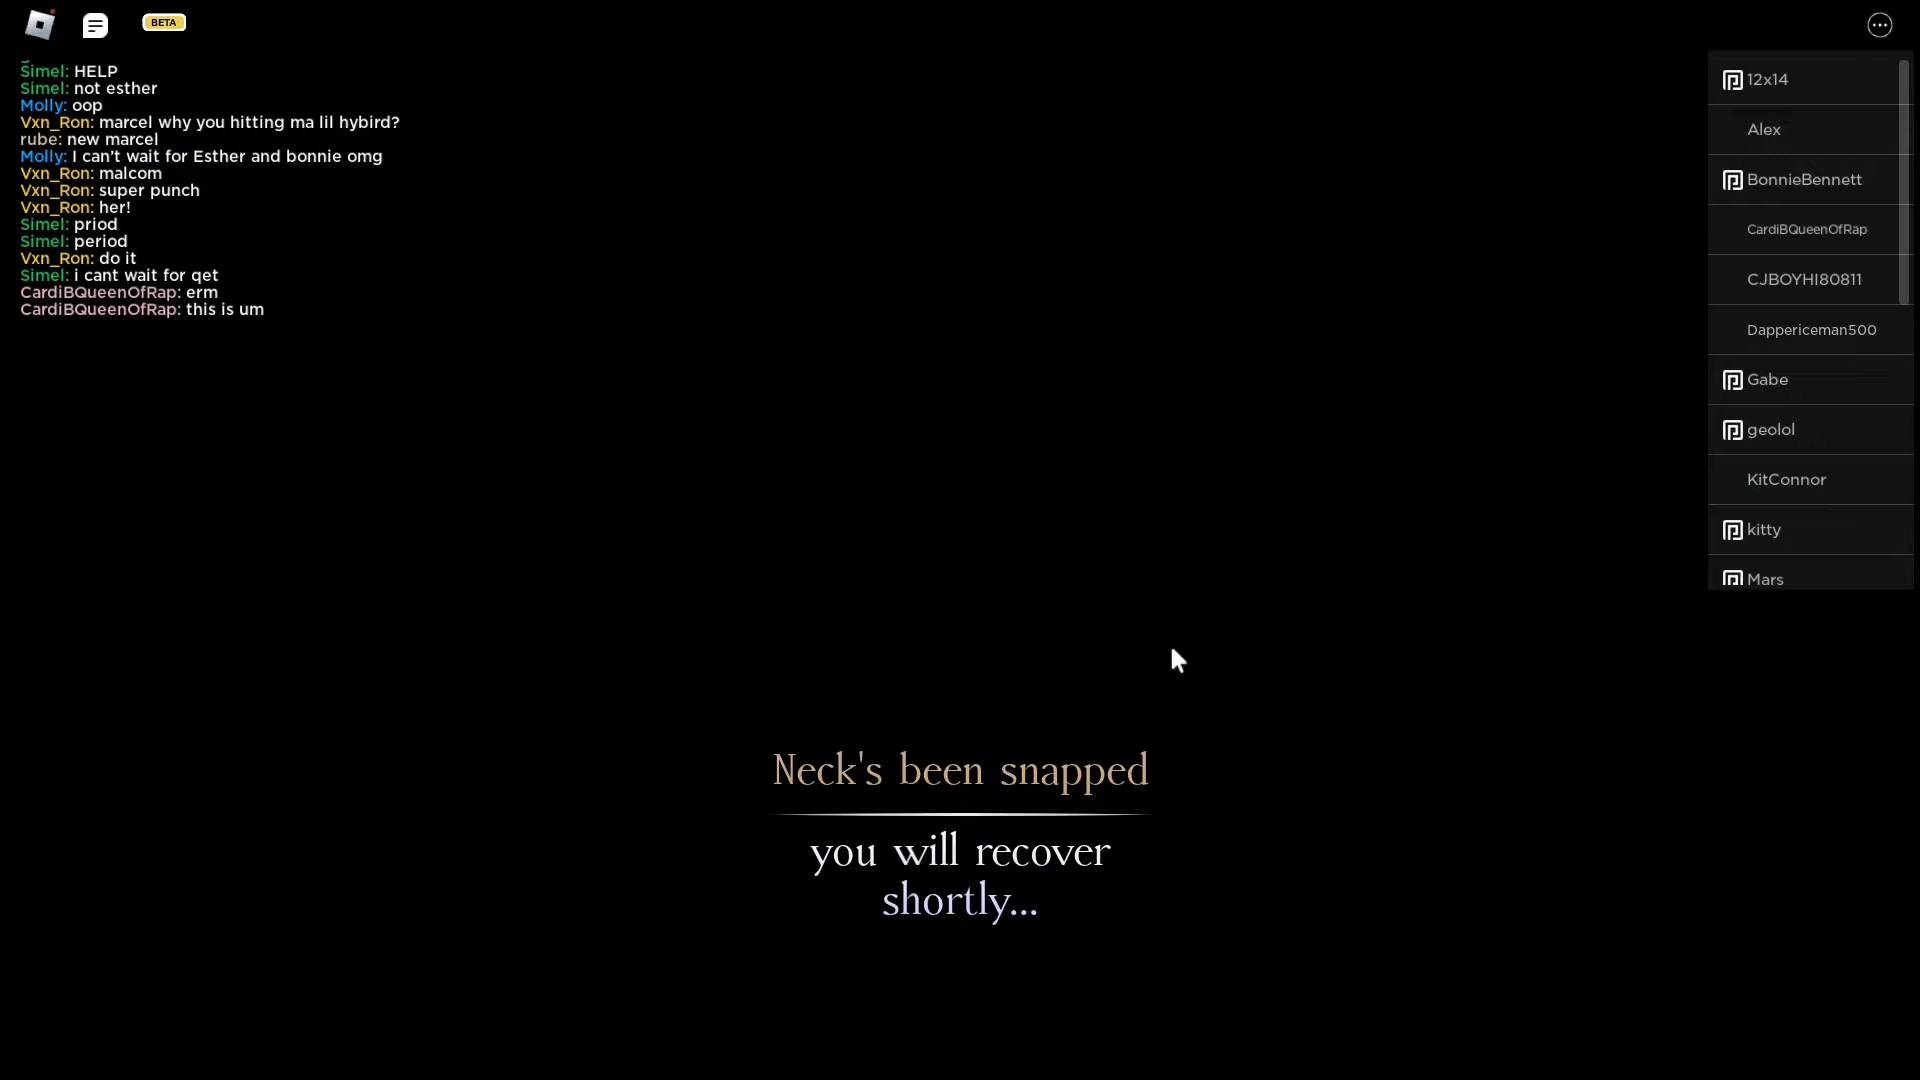 BETA
Simel: HELP
Simel: not esther
Molly: oop
Vxn_Ron: marcel why you hitting ma lil hybird?
rube: new marcel
Molly: I can't wait for Esther and bonnie omg
Vxn_Ron: malcom
Vxn_Ron: super punch
Vxn_Ron: her!
Simel: priod
Simel: period
Vxn_Ron: do it
Simel: i cant wait for qet
CardiBQueenOfRap: erm
CardiBQueenOfRap: this is um
12x14
Alex
BonnieBennett
CardiBQueenOfRap
CJBOYHI80811
Dappericeman500
Gabe
geolol
KitConnor
kitty
Mars
Neck's been snapped
you will recover
shortly...